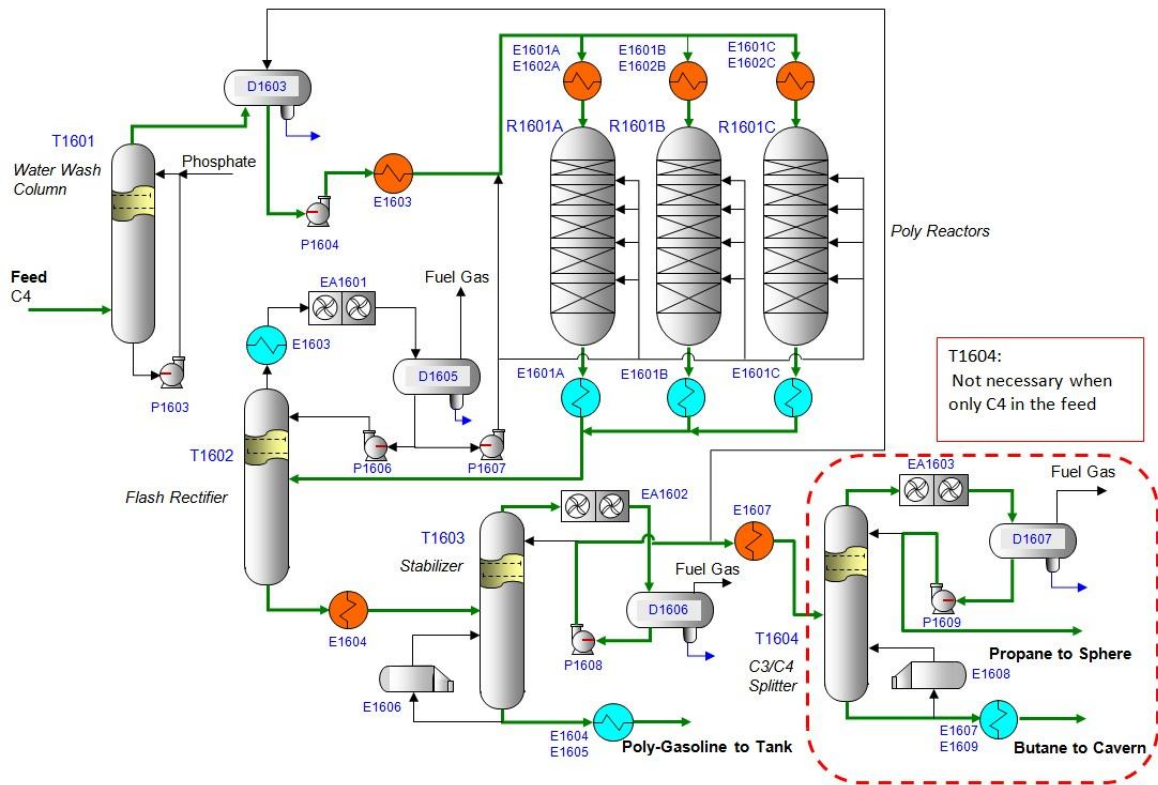 E1601A
E1602A
E1601B
E1602B
E1601C
E1602C
D1603
T1601
Water Wash
Column
Phosphate
E1603
P1604
R1601A
R1601B
R1601C
Poly Reactors
Feed
C4
P1603
EA1601
Fuel Gas
E1603
D1605
E1601A
E1601B
E1601C
T1604:
Not necessary when
only C4 in the feed
T1602
Flash Rectifier
P1606
P1607
EA1602
T1603
Stabilizer
E1607
EA1603
Fuel Gas
D1607
Fuel Gas
D1606
P1608
P1609
E1604
E1606
T1604
C3/C4
Splitter
Propane to Sphere
E1608
E1604
E1605
Poly-Gasoline to Tank
E1607
E1609
Butane to Cavern